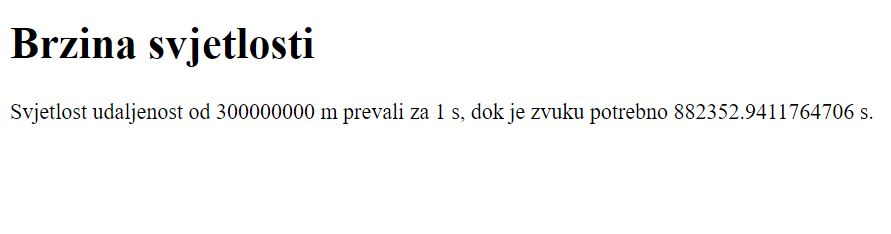 Brzina svjetlosti
Svjetlost udaljenost od 300000000 m prevali za 1 s, dok je zvuku potrebno 882352.9411764706 s.